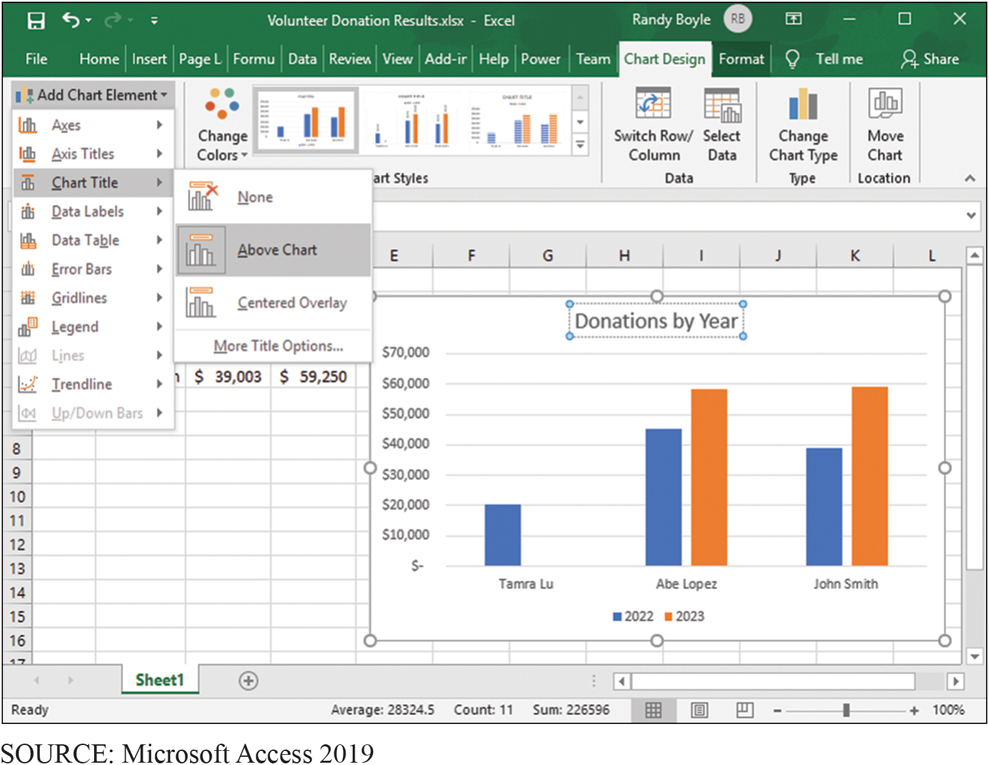 Volunteer Donation Results.xlsx - Excel
Randy Boyle RB
File Home Insert Page L Formu Data Review View Add-ir Help Power Team Chart Design Format Tell me Share
Add Chart Element
Axes
Axis Titles
Chart Title
Data Labels
Data Table
Error Bars
Gridlines
Legend
Lines
Trendline
Up/Down Bars
None
Above Chart
Centered Overlay
More Title Options...
Change
Colors
art Styles
Switch Row/
Column
Select
Data
Data
Change
Chart Type
Type
Move
Chart
Location
E F G H I J K L
n $ 39,003 $ 59,250
8
9
10
11
12
13
14
15
16
17
Donations by Year
$70,000
$60,000
$50,000
$40,000
$30,000
$20,000
$10,000
$-
Tamra Lu Abe Lopez John Smith
2022 2023
Sheet1
Ready Average: 28324.5 Count: 11 Sum: 226596 100%
SOURCE: Microsoft Access 2019